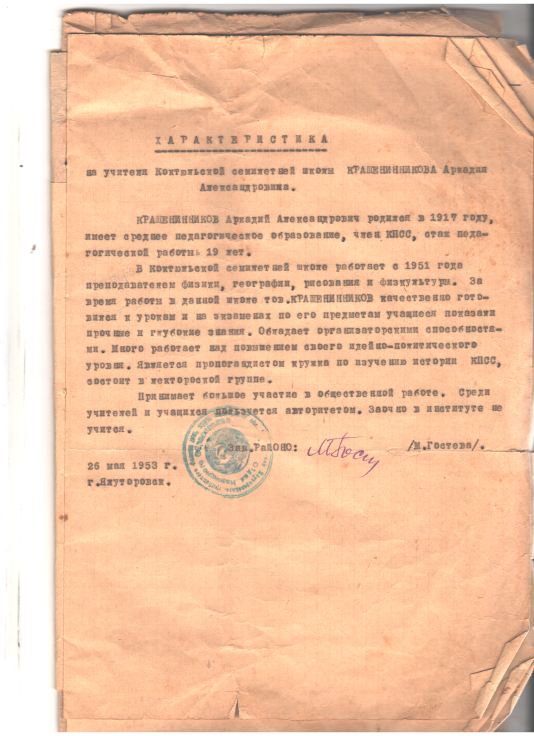 ХАРАКТЕРИСТИКА
на учителя Коктюльской семилетней школы КРАШЕНИННИКОВА Аркадия
Александровича.
КРАШЕНИННИКОВ Аркадий Александрович родился в 1917 году,
имеет среднее педагогическое образование, член КПСС, стаж педа-
гогической работы 19 лет.
В Коктюльской семилетней школе работает с 1951 года
преподавателем физики, географии, рисования и физкультуры. За
время работы в данной школе тов.КРАШЕНИННИКОВ качественно гото-
вился к урокам и на экзаменах по его предметам учащиеся показали
прочные и глубокие знания. Обладает организаторскими способностя-
ми. Много работает над повышением своего идейно-политического
уровня. Является пропагандистом кружка по изучению истории КПСС,
состоит в лекторской группе.
Принимает большое участие в общественной работе. Среди
учителей и учащихся пользуется авторитетом. Заочно в институте не
учится.
Зав.РайОНО: /М.Гостева/.
26 мая 1953 г.
г.Ялуторовск.